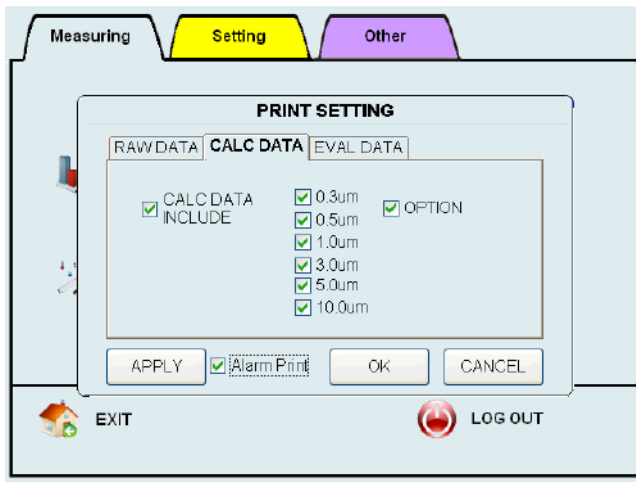 Measuring Setting Other
PRINT SETTING
RAW DATA CALC DATA EVAL DATA
CALC DATA
INCLUDE
0.3um
0.5um
1.0um
3.0um
5.0um
10.0um
OPTION
APPLY Alarm Print OK CANCEL
EXIT LOG OUT